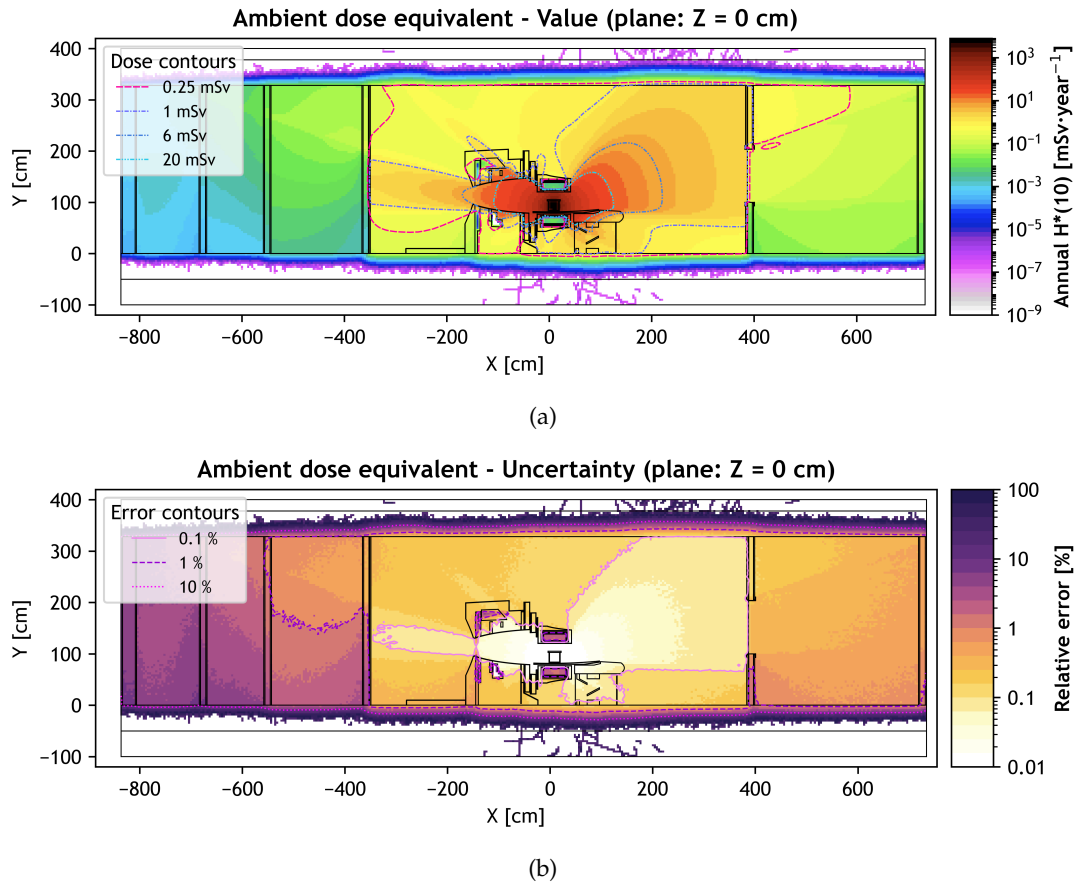 Ambient dose equivalent - Value (plane: Z = 0 cm)
Dose contours
0.25 mSv
1 mSv
6 mSv
20 mSv
400
300
200
100
0
−100
Y [cm]
−800
−600
−400
−200
0
200
400
600
X [cm]
10³
10¹
10⁻¹
10⁻³
10⁻⁵
10⁻⁷
10⁻⁹
Annual H*(10) [mSv·year⁻¹]
(a)
Ambient dose equivalent - Uncertainty (plane: Z = 0 cm)
Error contours
0.1 %
1 %
10 %
400
300
200
100
0
−100
Y [cm]
−800
−600
−400
−200
0
200
400
600
X [cm]
100
10
1
0.1
0.01
Relative error [%]
(b)